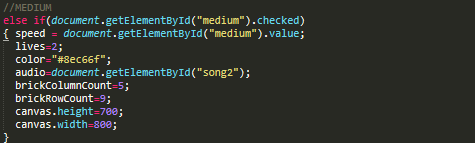 //MEDIUM
else if(document.getElementById("medium").checked)
{ speed = document.getElementById("medium").value;
lives=2;
color="#8ec66f";
audio=document.getElementById("song2");
brickColumnCount=5;
brickRowCount=9;
canvas.height=700;
canvas.width=800;
}